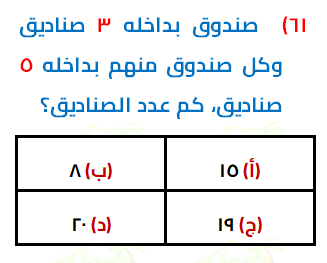 ٦١) صندوق بداخله ٣ صناديق
وكل صندوق منهم بداخله ٥
صناديق، كم عدد الصناديق؟
(أ) ١٥ (ب) ٨
(ج) ١٩ (د) ٢٠